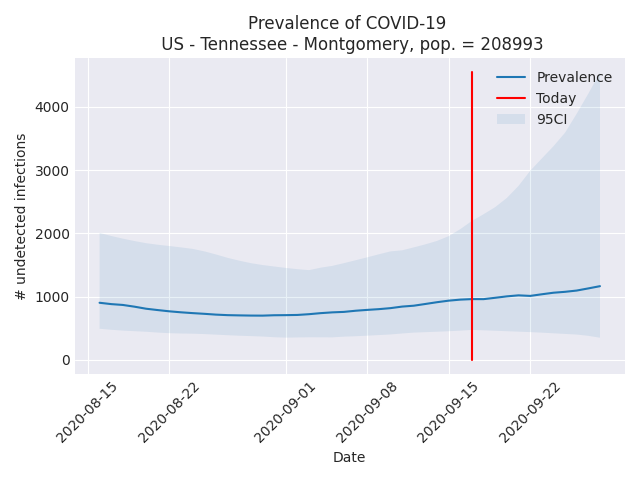 Prevalence of COVID-19
US - Tennessee - Montgomery, pop. = 208993
Prevalence
Today
95CI
# undetected infections
4000
3000
2000
1000
0
2020-08-15
2020-08-22
2020-09-01
2020-09-08
2020-09-15
2020-09-22
Date